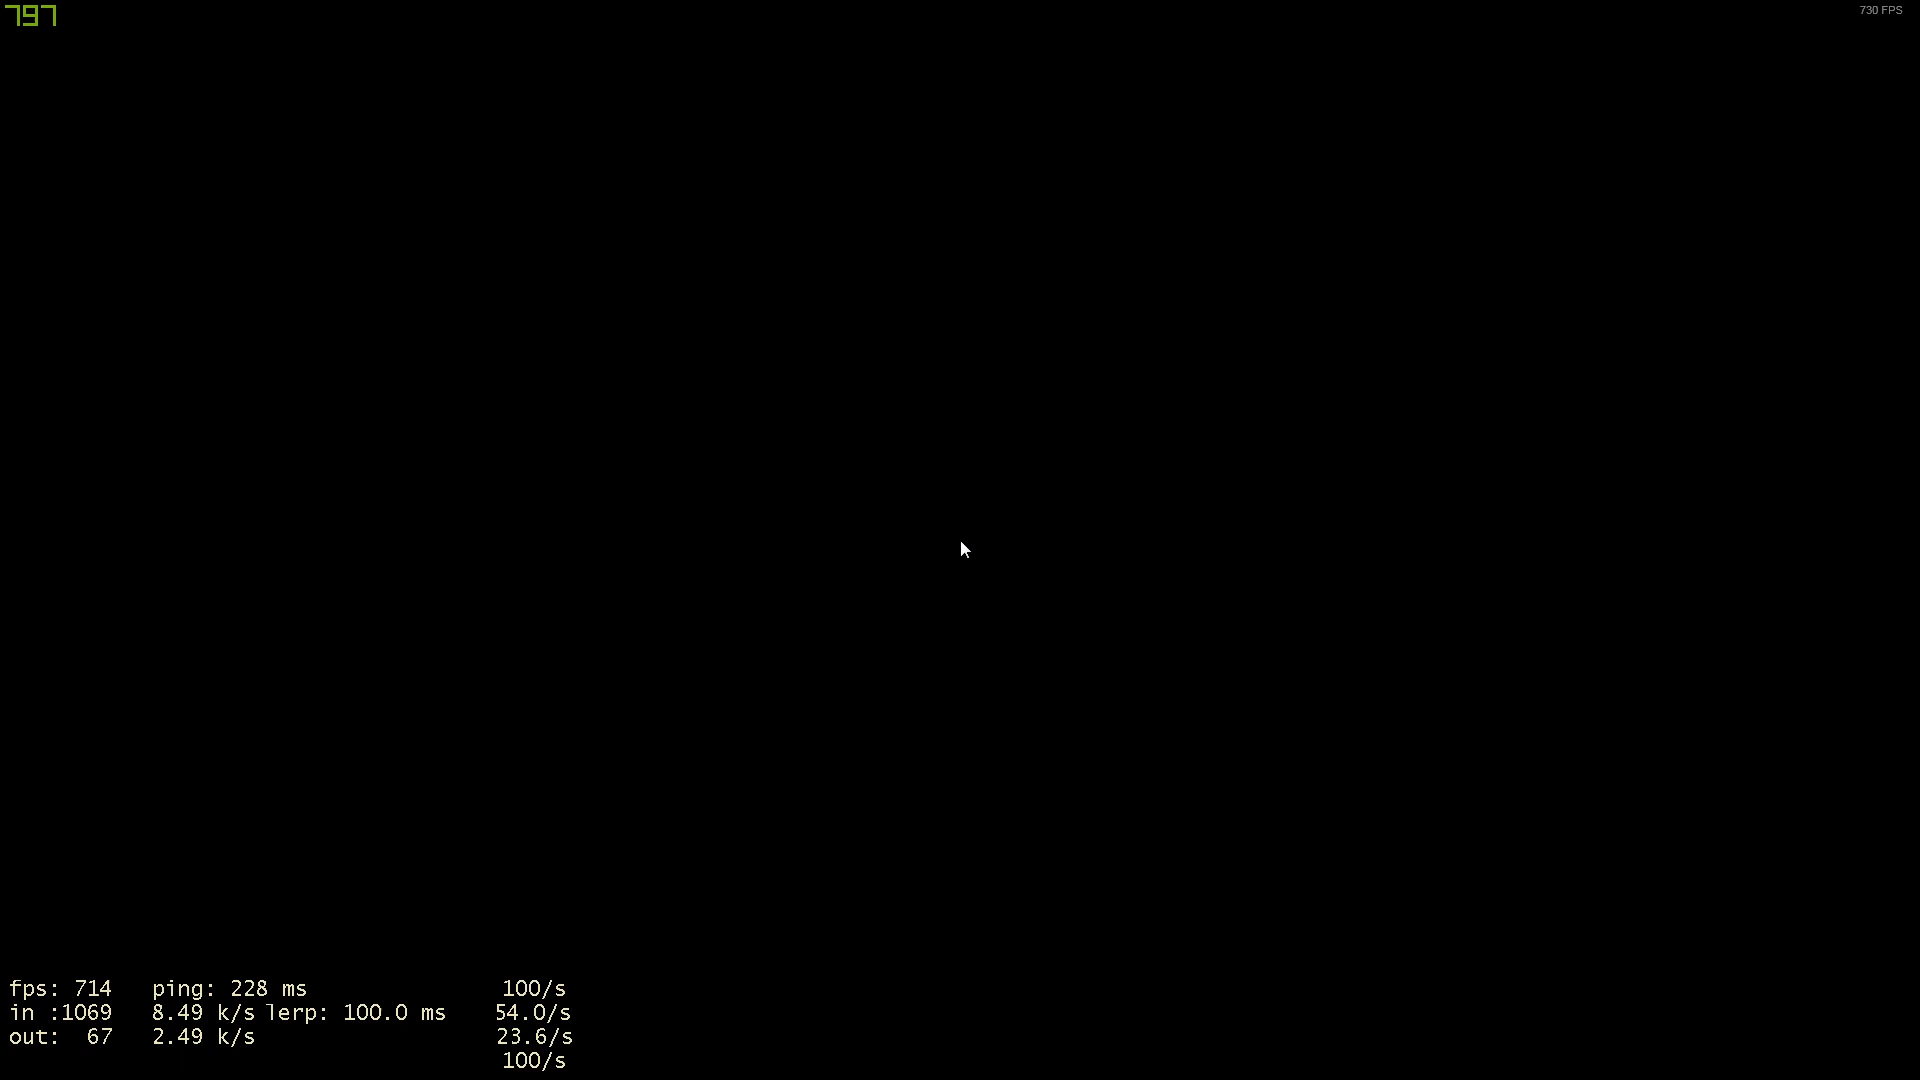 797
730 FPS
fps: 714 ping: 228 ms 100/s
in :1069 8.49 k/s lerp: 100.0 ms 54.0/s
out: 67 2.49 k/s 23.6/s
100/s